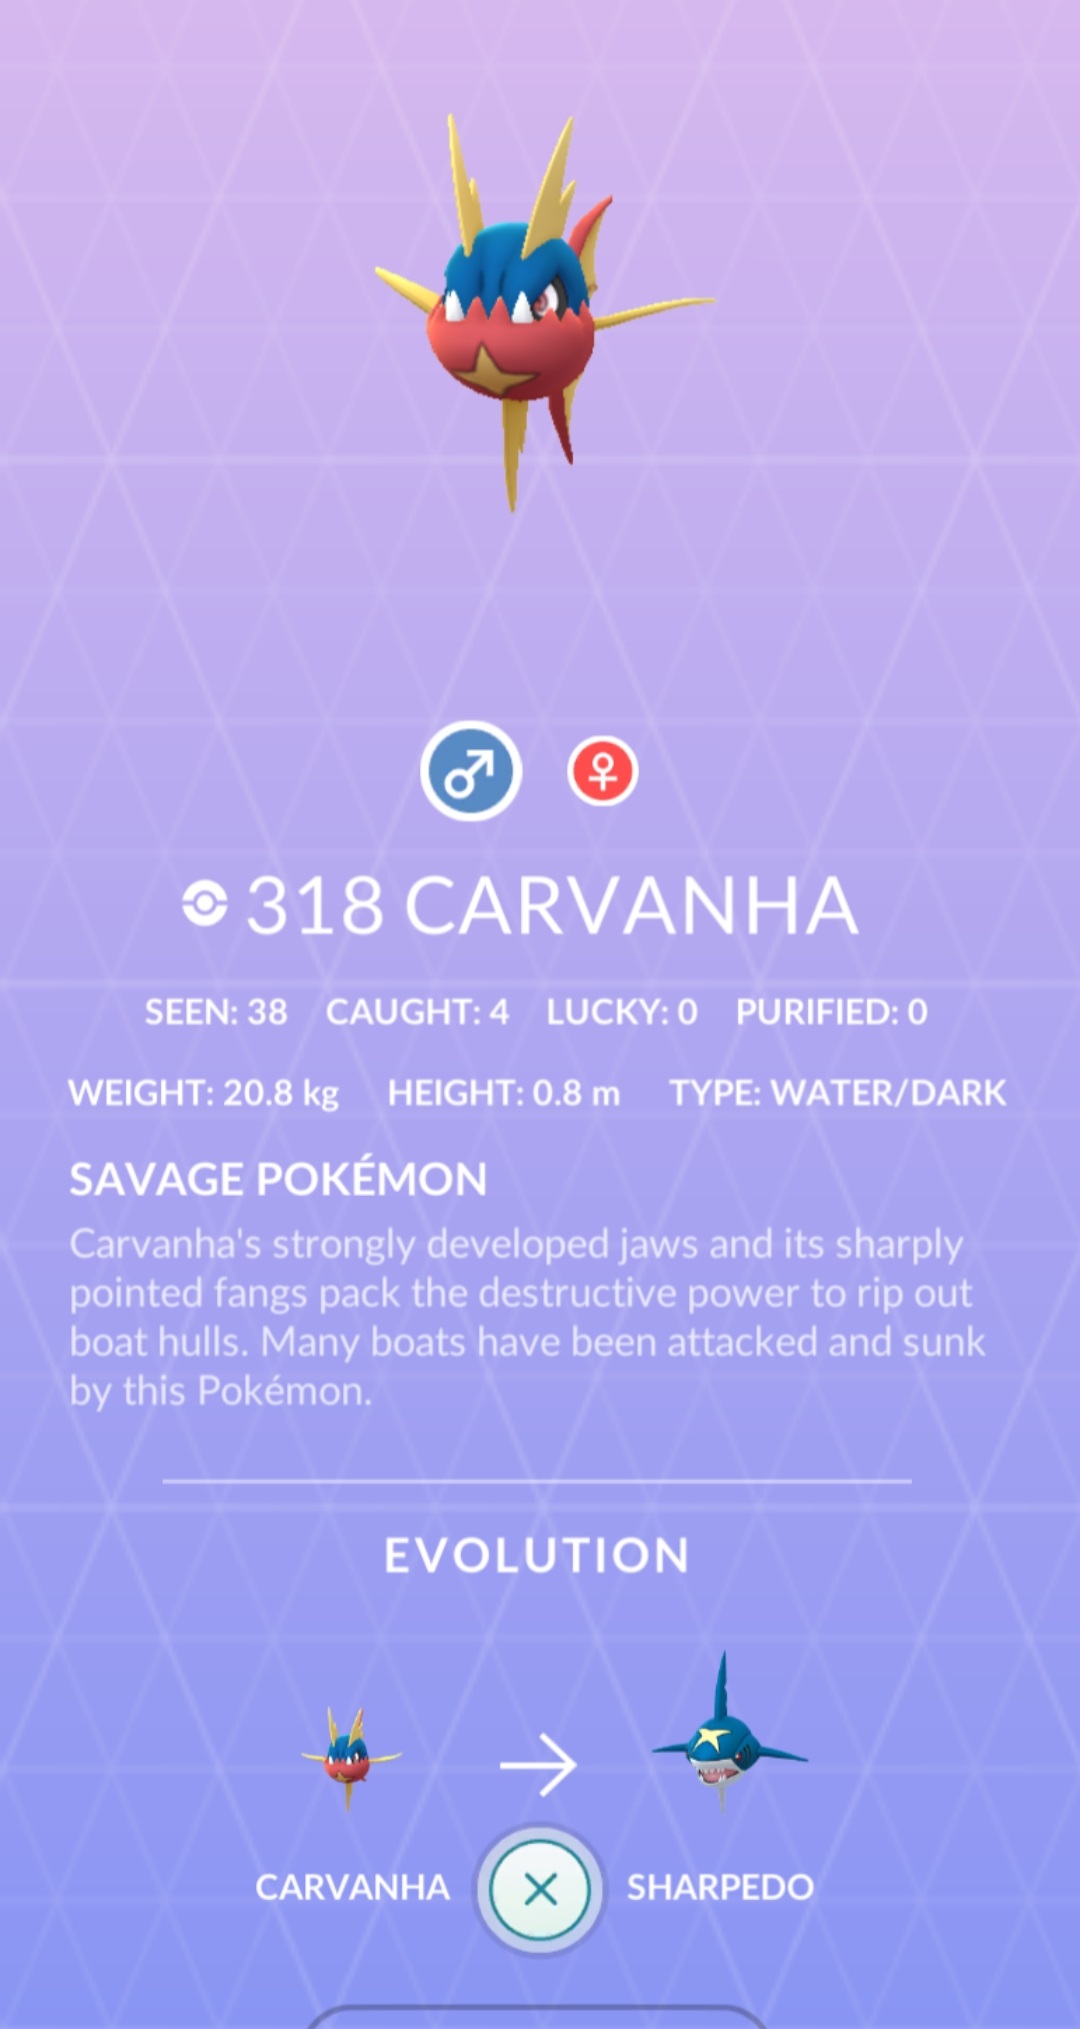 318 CARVANHA
SEEN: 38 CAUGHT: 4 LUCKY: 0 PURIFIED: 0
WEIGHT: 20.8 kg HEIGHT: 0.8 m TYPE: WATER/DARK
SAVAGE POKÉMON
Carvanha's strongly developed jaws and its sharply
pointed fangs pack the destructive power to rip out
boat hulls. Many boats have been attacked and sunk
by this Pokémon.
EVOLUTION
CARVANHA SHARPEDO